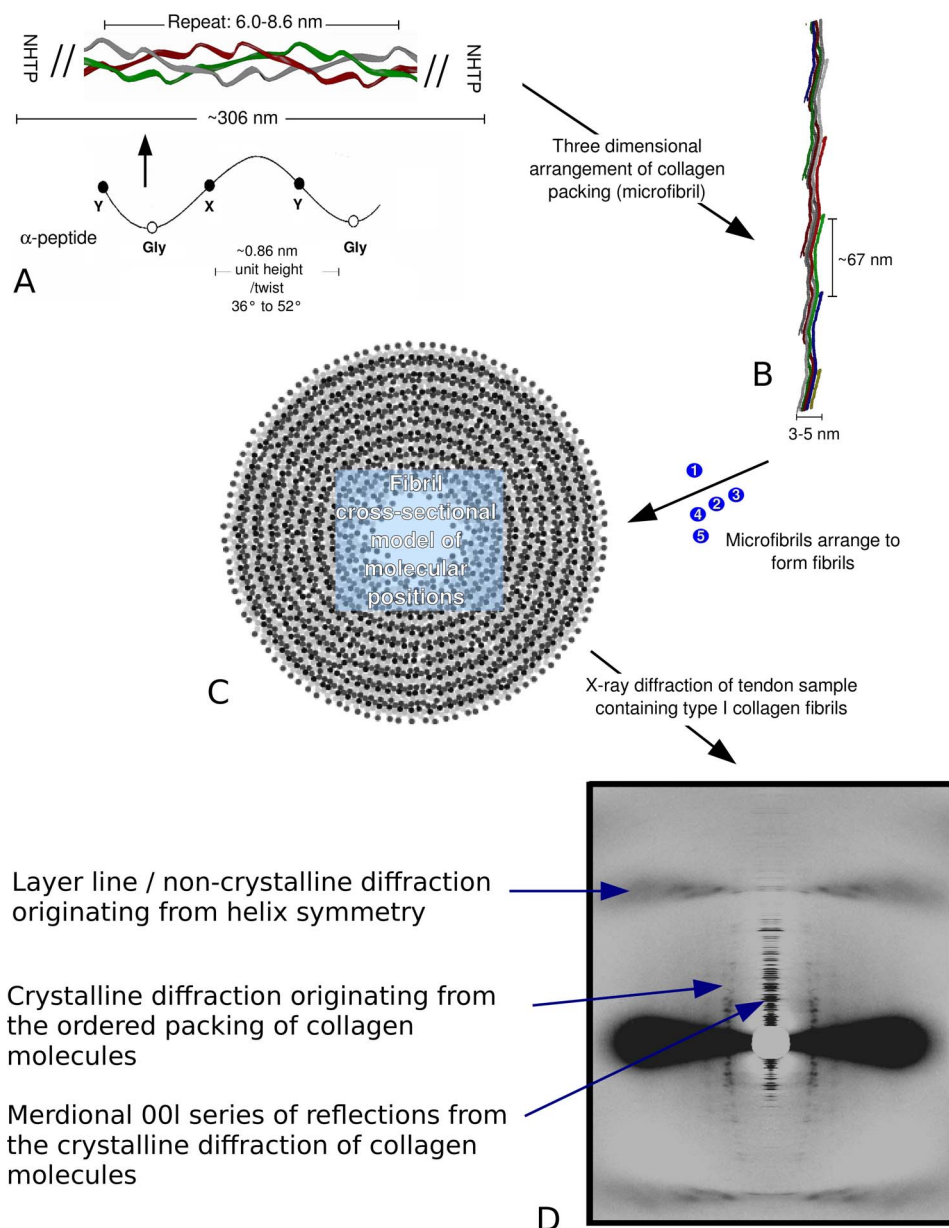 Repeat: 6.0-8.6 nm
NHTP
//
//
NHTP
~306 nm
Y
X
Y
α-peptide
Gly
Gly
~0.86 nm
unit height
/twist
36° to 52°
A
Three dimensional
arrangement of collagen
packing (microfibril)
~67 nm
B
3-5 nm
1
3
2
4
5
Microfibrils arrange to
form fibrils
Fibril
cross-sectional
model of
molecular
positions
C
X-ray diffraction of tendon sample
containing type I collagen fibrils
Layer line / non-crystalline diffraction
originating from helix symmetry
Crystalline diffraction originating from
the ordered packing of collagen
molecules
Merdional 00l series of reflections from
the crystalline diffraction of collagen
molecules
D